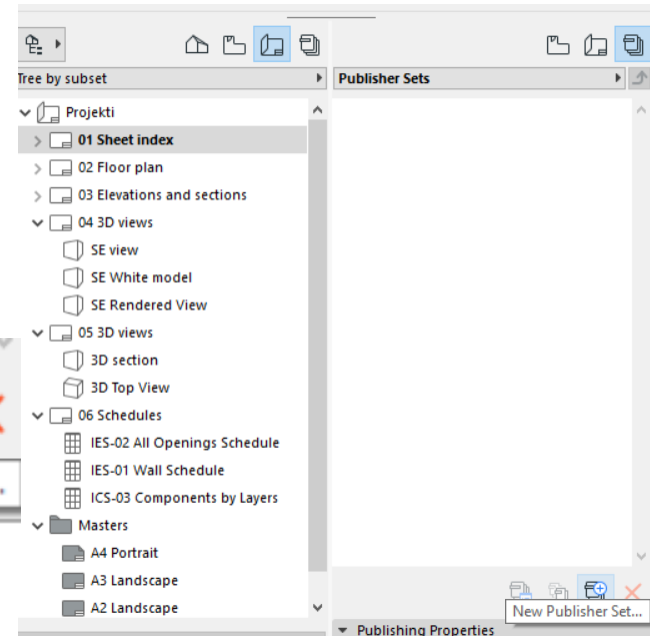 Tree by subset
Projekti
01 Sheet index
02 Floor plan
03 Elevations and sections
04 3D views
SE view
SE White model
SE Rendered View
05 3D views
3D section
3D Top View
06 Schedules
IES-02 All Openings Schedule
IES-01 Wall Schedule
ICS-03 Components by Layers
Masters
A4 Portrait
A3 Landscape
A2 Landscape
Publisher Sets
New Publisher Set...
Publishing Properties